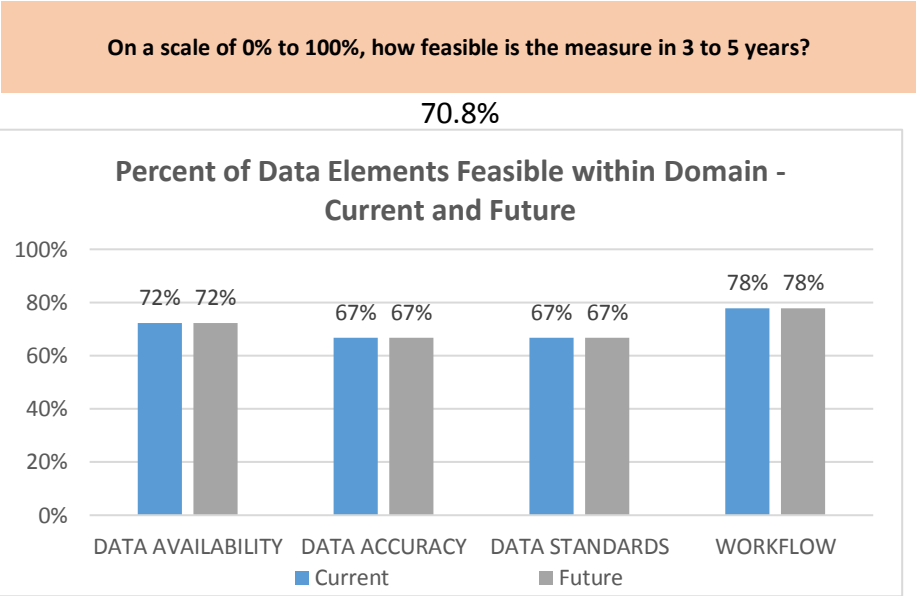 On a scale of 0% to 100%, how feasible is the measure in 3 to 5 years?
70.8%
Percent of Data Elements Feasible within Domain -
Current and Future
100%
80%
60%
40%
20%
0%
72% 72%
67% 67%
67% 67%
78% 78%
DATA AVAILABILITY DATA ACCURACY DATA STANDARDS WORKFLOW
Current Future